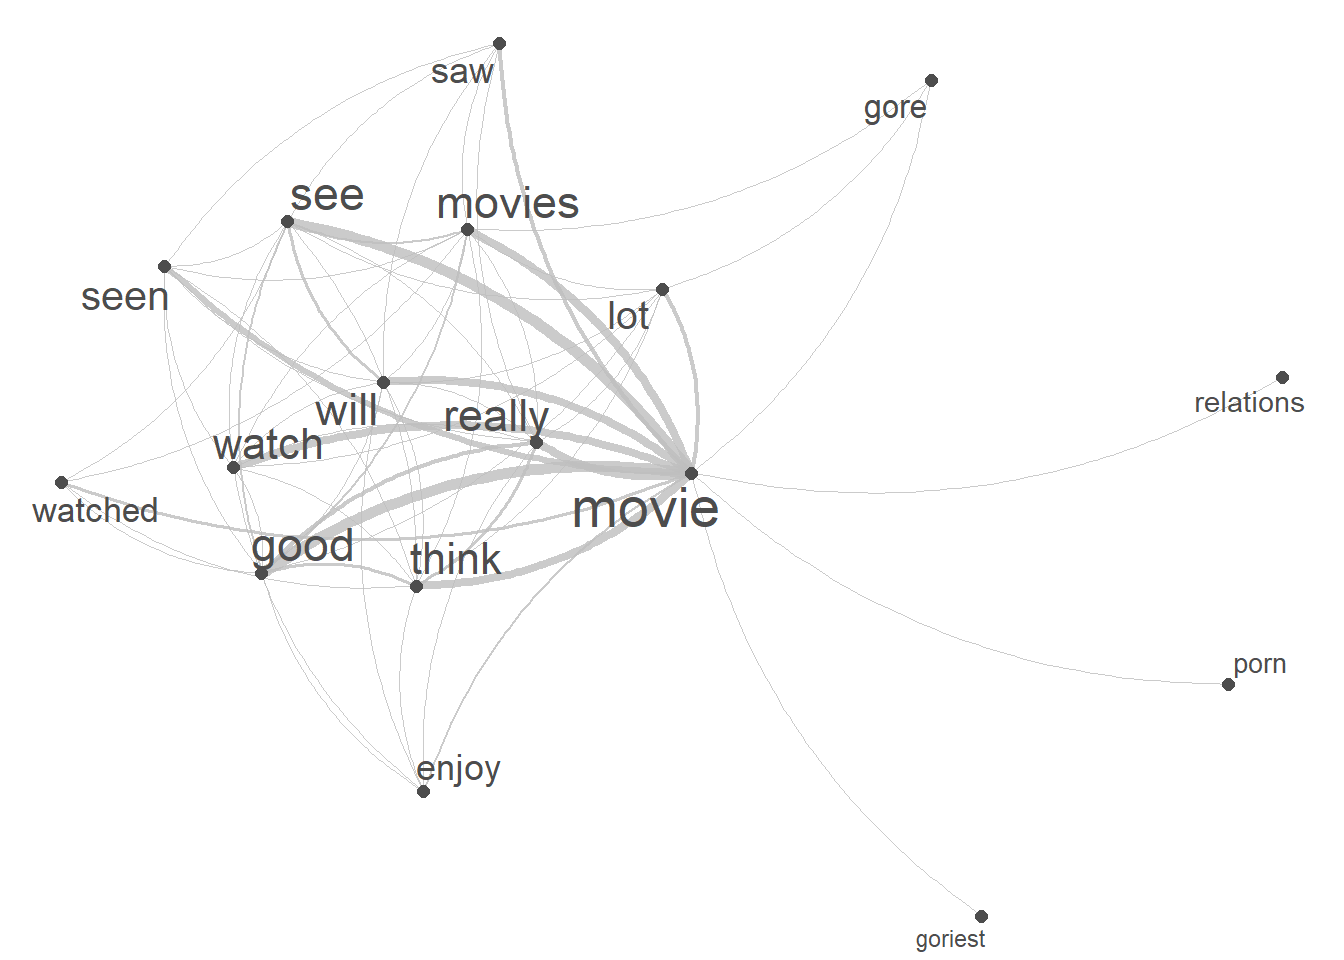 saw
gore
see
movies
seen
lot
relations
will
really
watch
watched
movie
good
think
porn
enjoy
goriest